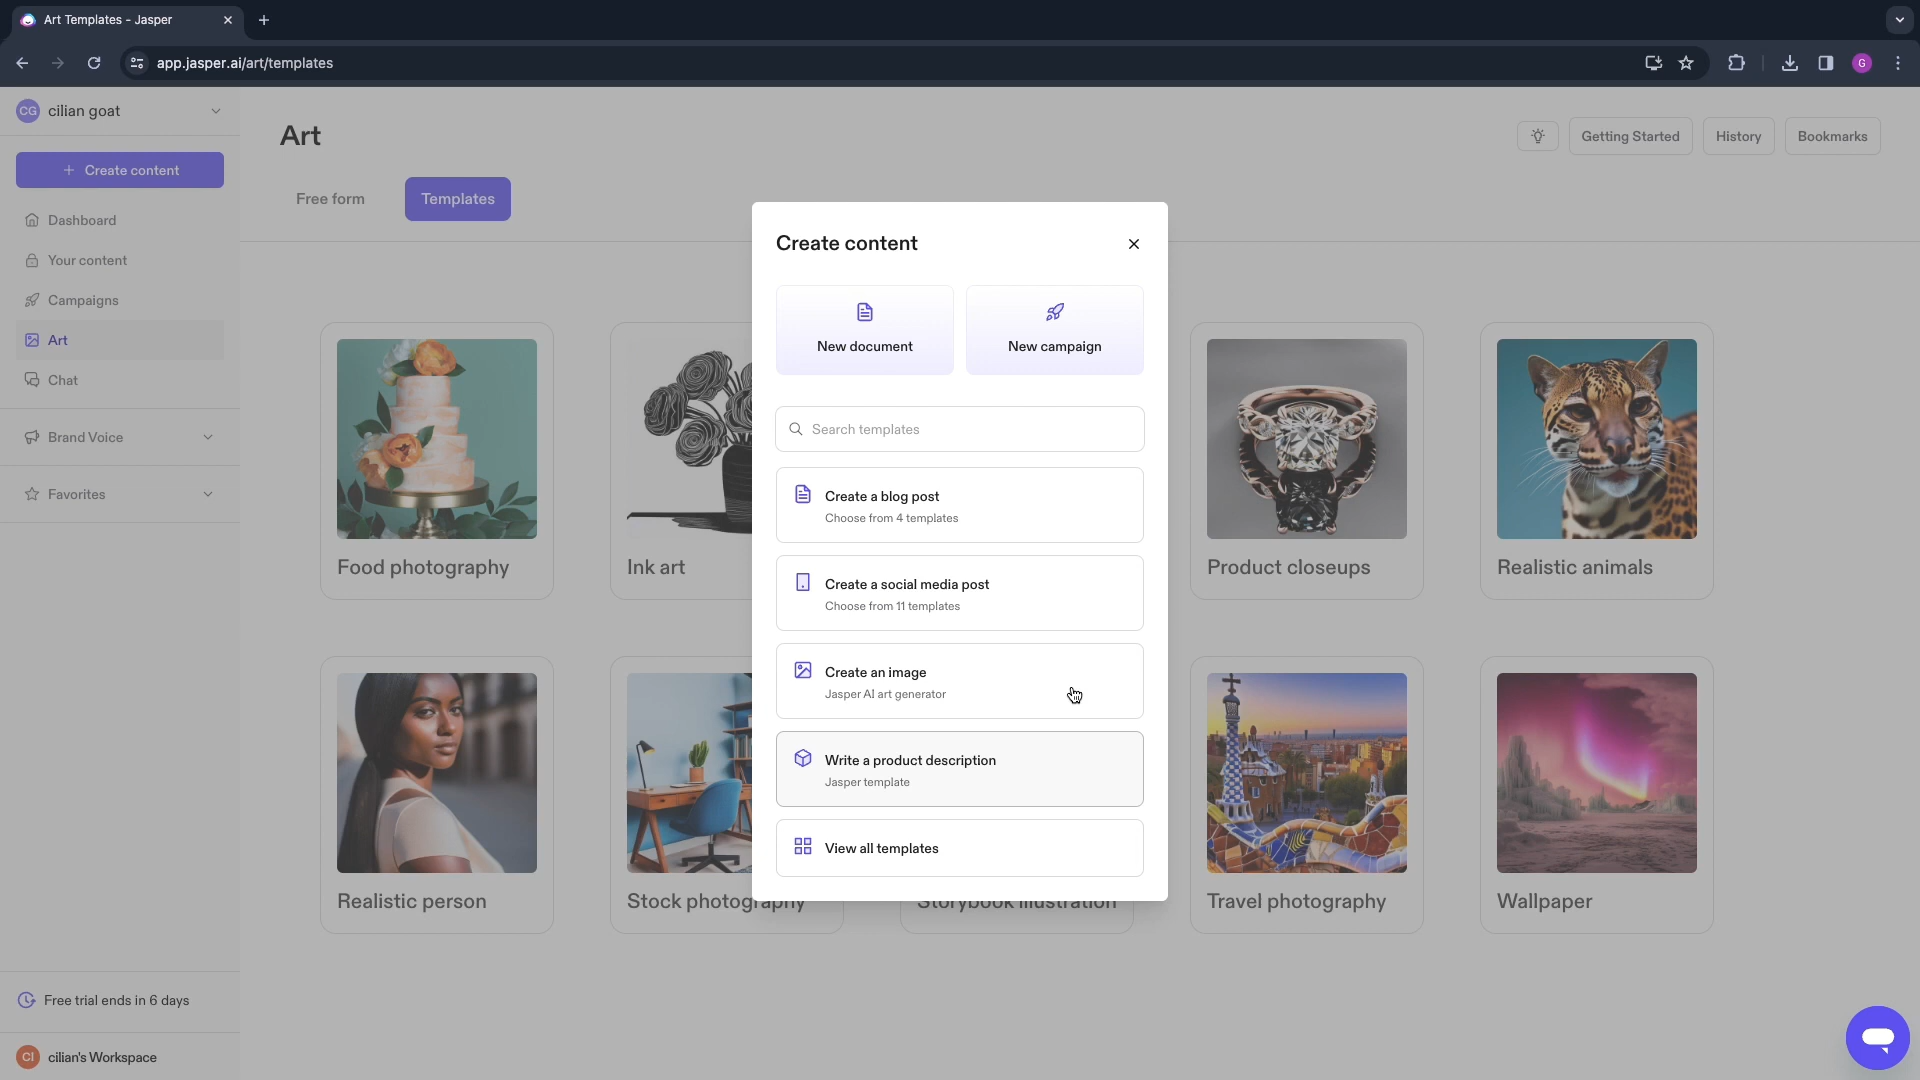 Art Templates - Jasper
app.jasper.ai/art/templates
G
CG cilian goat
Create content
Dashboard
Your content
Campaigns
Art
Chat
Brand Voice
Favorites
Free trial ends in 6 days
CI cilian's Workspace
Art
Getting Started
History
Bookmarks
Free form
Templates
Food photography
Ink art
Product closeups
Realistic animals
Realistic person
Stock photography
Storybook illustration
Travel photography
Wallpaper
Create content
New document
New campaign
Search templates
Create a blog post
Choose from 4 templates
Create a social media post
Choose from 11 templates
Create an image
Jasper AI art generator
Write a product description
Jasper template
View all templates